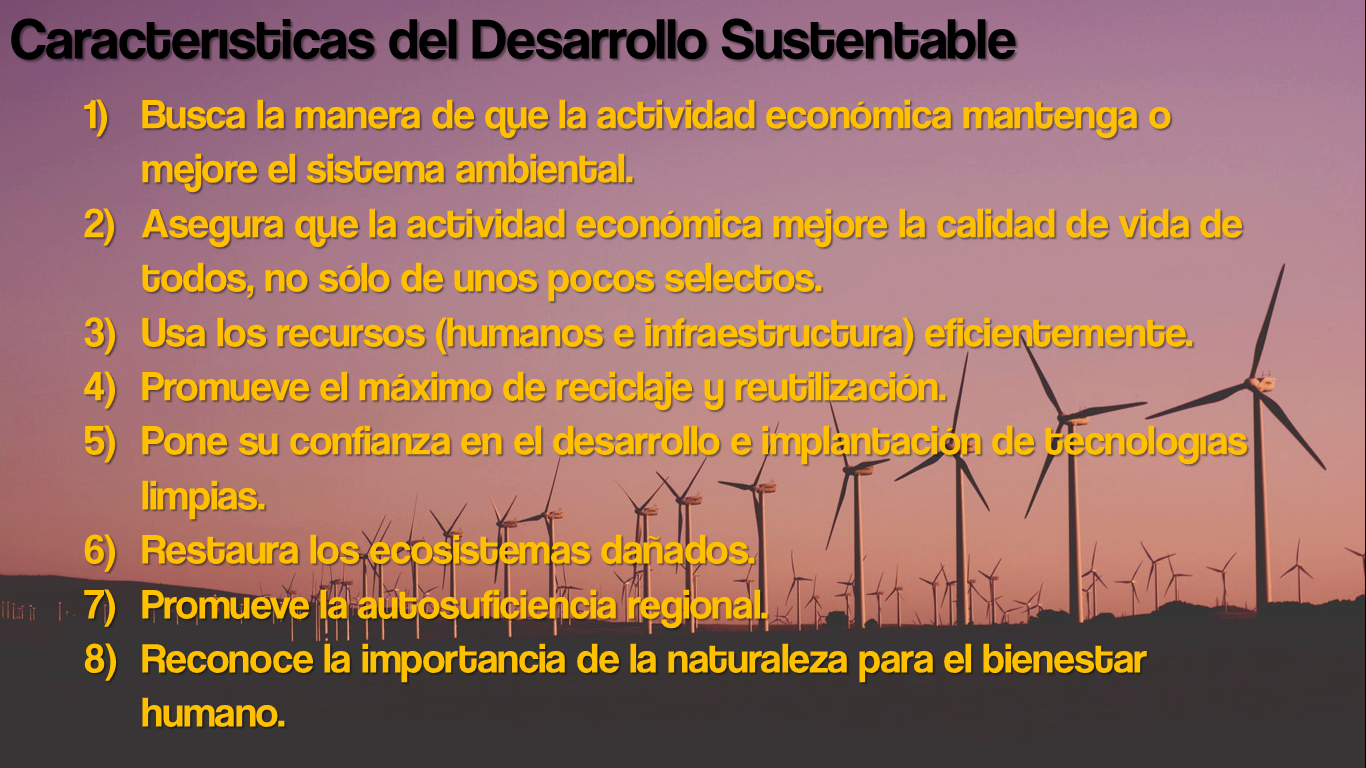 Caracterısticas del Desarrollo Sustentable
1) Busca la manera de que la actividad económica mantenga o
mejore el sistema ambiental.
2) Asegura que la actividad económica mejore la calidad de vida de
todos, no sólo de unos pocos selectos.
3) Usa los recursos (humanos e infraestructura) eficientemente.
4) Promueve el máximo de reciclaje y reutilización.
5) Pone su confianza en el desarrollo e implantación de tecnologıas
limpias.
6) Restaura los ecosistemas dañados.
7) Promueve la autosuficiencia regional.
8) Reconoce la importancia de la naturaleza para el bienestar
humano.